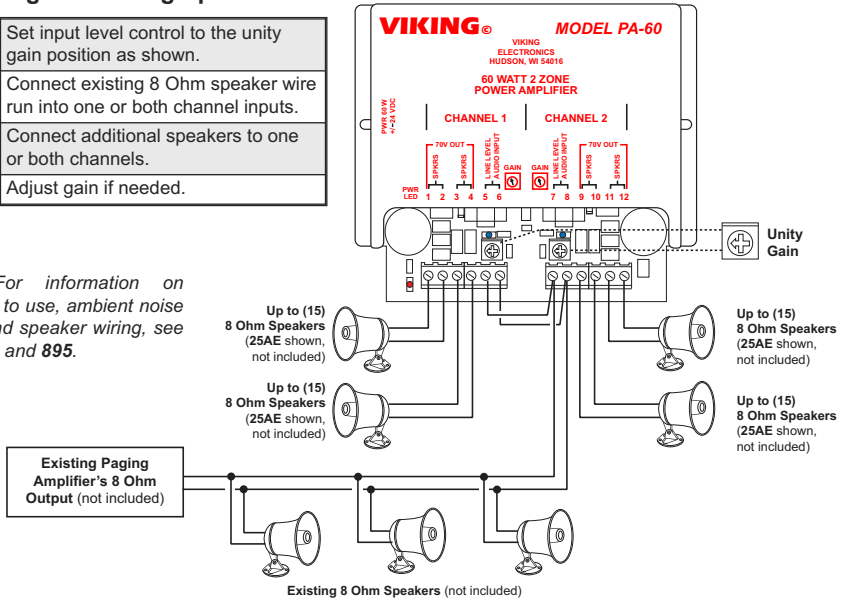 Set input level control to the unity
gain position as shown.
Connect existing 8 Ohm speaker wire
run into one or both channel inputs.
Connect additional speakers to one
or both channels.
Adjust gain if needed.
For information on
to use, ambient noise
speaker wiring, see
and 895.
VIKING©
MODEL PA-60
VIKING
ELECTRONICS
HUDSON, WI 54016
60 WATT 2 ZONE
POWER AMPLIFIER
PWR 60W
+/-24 VDC
CHANNEL 1
CHANNEL 2
70V OUT
SPKRS
SPKRS
LINE LEVEL
AUDIO INPUT
GAIN
GAIN
LINE LEVEL
AUDIO INPUT
70V OUT
SPKRS
SPKRS
PWR
LED
1 2 3 4 5 6 7 8 9 10 11 12
Unity
Gain
Up to (15)
8 Ohm Speakers
(25AE shown,
not included)
Up to (15)
8 Ohm Speakers
(25AE shown,
not included)
Up to (15)
8 Ohm Speakers
(25AE shown,
not included)
Up to (15)
8 Ohm Speakers
(25AE shown,
not included)
Existing Paging
Amplifier's 8 Ohm
Output (not included)
Existing 8 Ohm Speakers (not included)